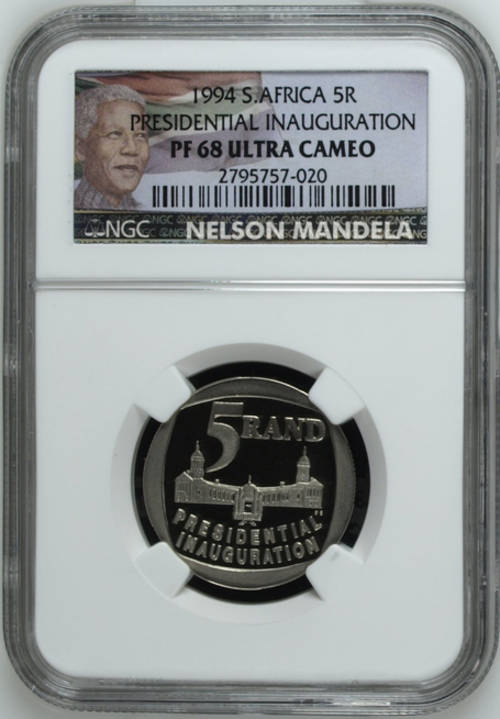 1994 S.AFRICA 5R
PRESIDENTIAL INAUGURATION
PF 68 ULTRA CAMEO
2795757-020
NGC NELSON MANDELA
5 RAND
PRESIDENTIAL
INAUGURATION